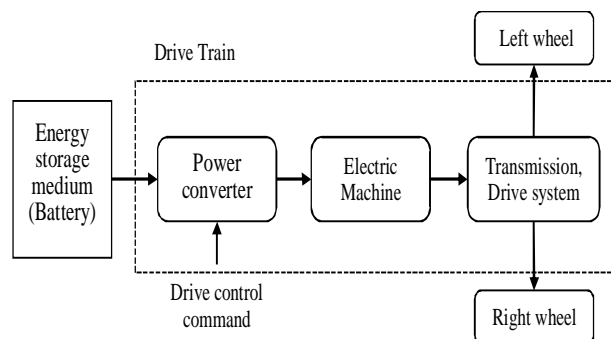 Left wheel
Drive Train
Energy
storage
medium
(Battery)
Power
converter
Electric
Machine
Transmission,
Drive system
Drive control
command
Right wheel